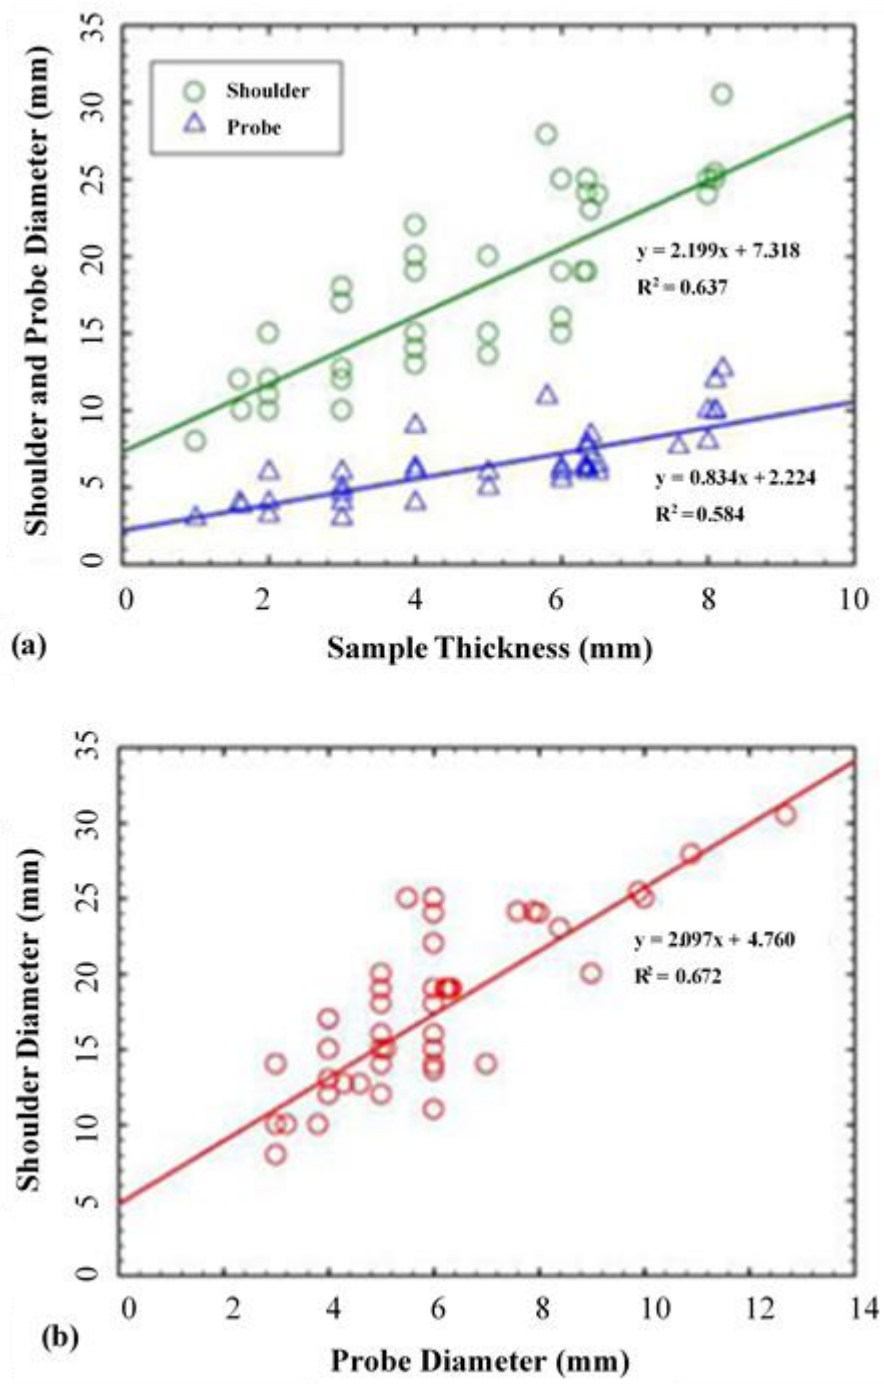 35
30
25
20
15
10
5
0
Shoulder and Probe Diameter (mm)
Shoulder
Probe
y = 2.199x + 7.318
R² = 0.637
y = 0.834x + 2.224
R² = 0.584
0 2 4 6 8 10
(a)
Sample Thickness (mm)
35
30
25
20
15
10
5
0
Shoulder Diameter (mm)
y = 2.097x + 4.760
R² = 0.672
0 2 4 6 8 10 12 14
(b)
Probe Diameter (mm)